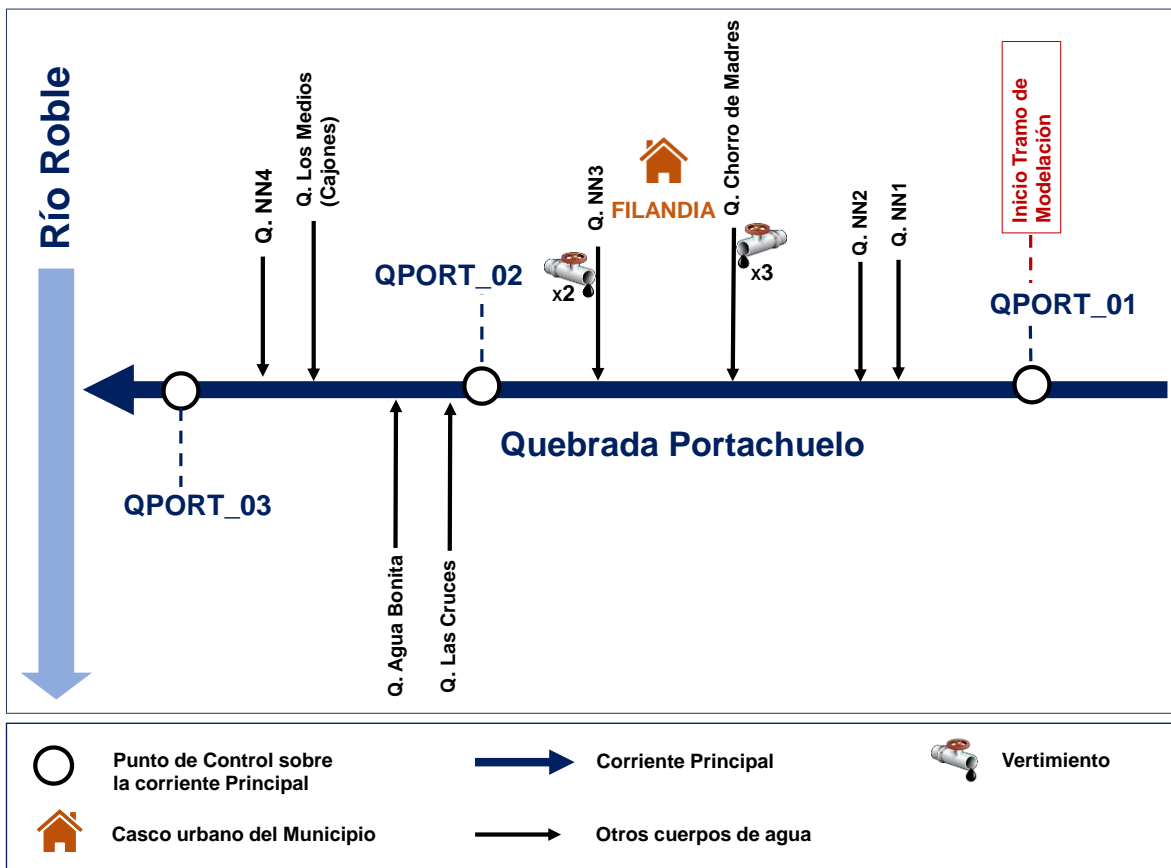 Río Roble
Q. NN4
Q. Los Medios
(Cajones)
QPORT_02
Q. NN3
x2
FILANDIA
Q. Chorro de Madres
x3
Q. NN2
Q. NN1
Inicio Tramo de
Modelación
QPORT_01
Quebrada Portachuelo
QPORT_03
Q. Agua Bonita
Q. Las Cruces
Punto de Control sobre
la corriente Principal
Corriente Principal
Vertimiento
Casco urbano del Municipio
Otros cuerpos de agua